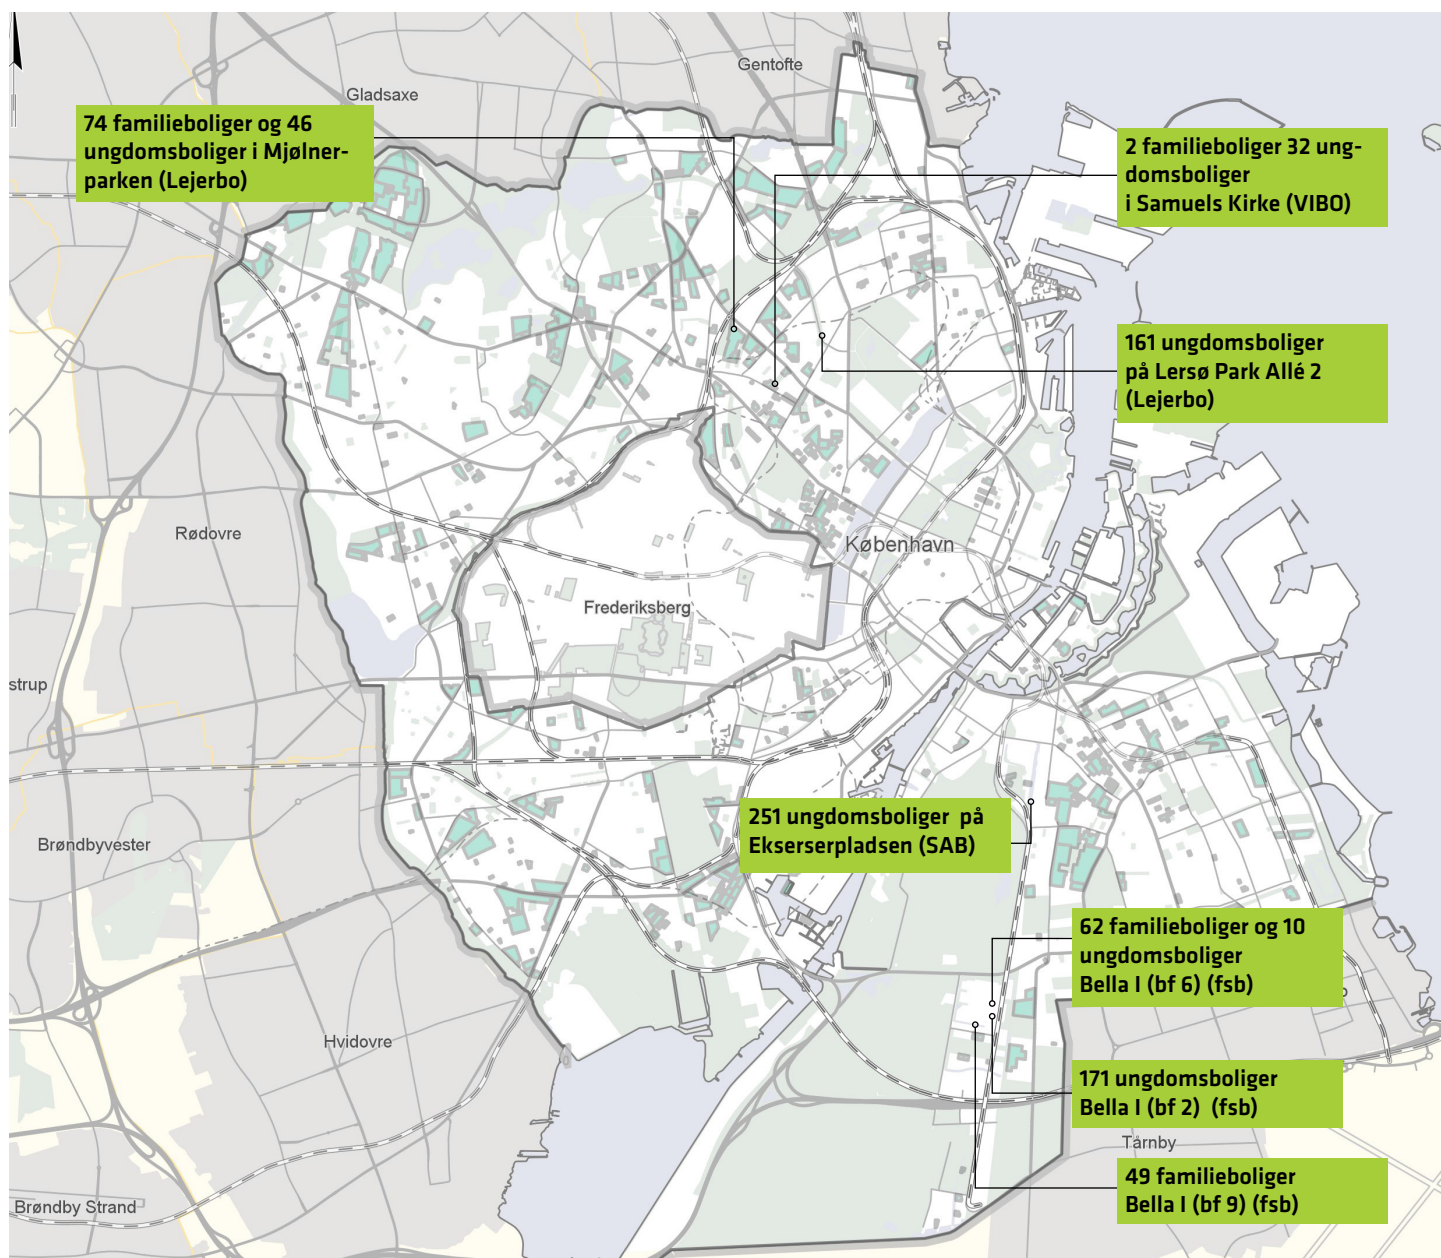 Gentofte
Gladsaxe
74 familieboliger og 46
ungdomsboliger i Mjølner-
parken (Lejerbo)
2 familieboliger 32 ung-
domsboliger
i Samuels Kirke (VIBO)
161 ungdomsboliger
på Lersø Park Allé 2
(Lejerbo)
Rødovre
København
Frederiksberg
strup
251 ungdomsboliger på
Ekserserpladsen (SAB)
Brøndbyvester
62 familieboliger og 10
ungdomsboliger
Bella I (bf 6) (fsb)
Hvidovre
171 ungdomsboliger
Bella I (bf 2) (fsb)
Tårnby
49 familieboliger
Bella I (bf 9) (fsb)
Brøndby Strand